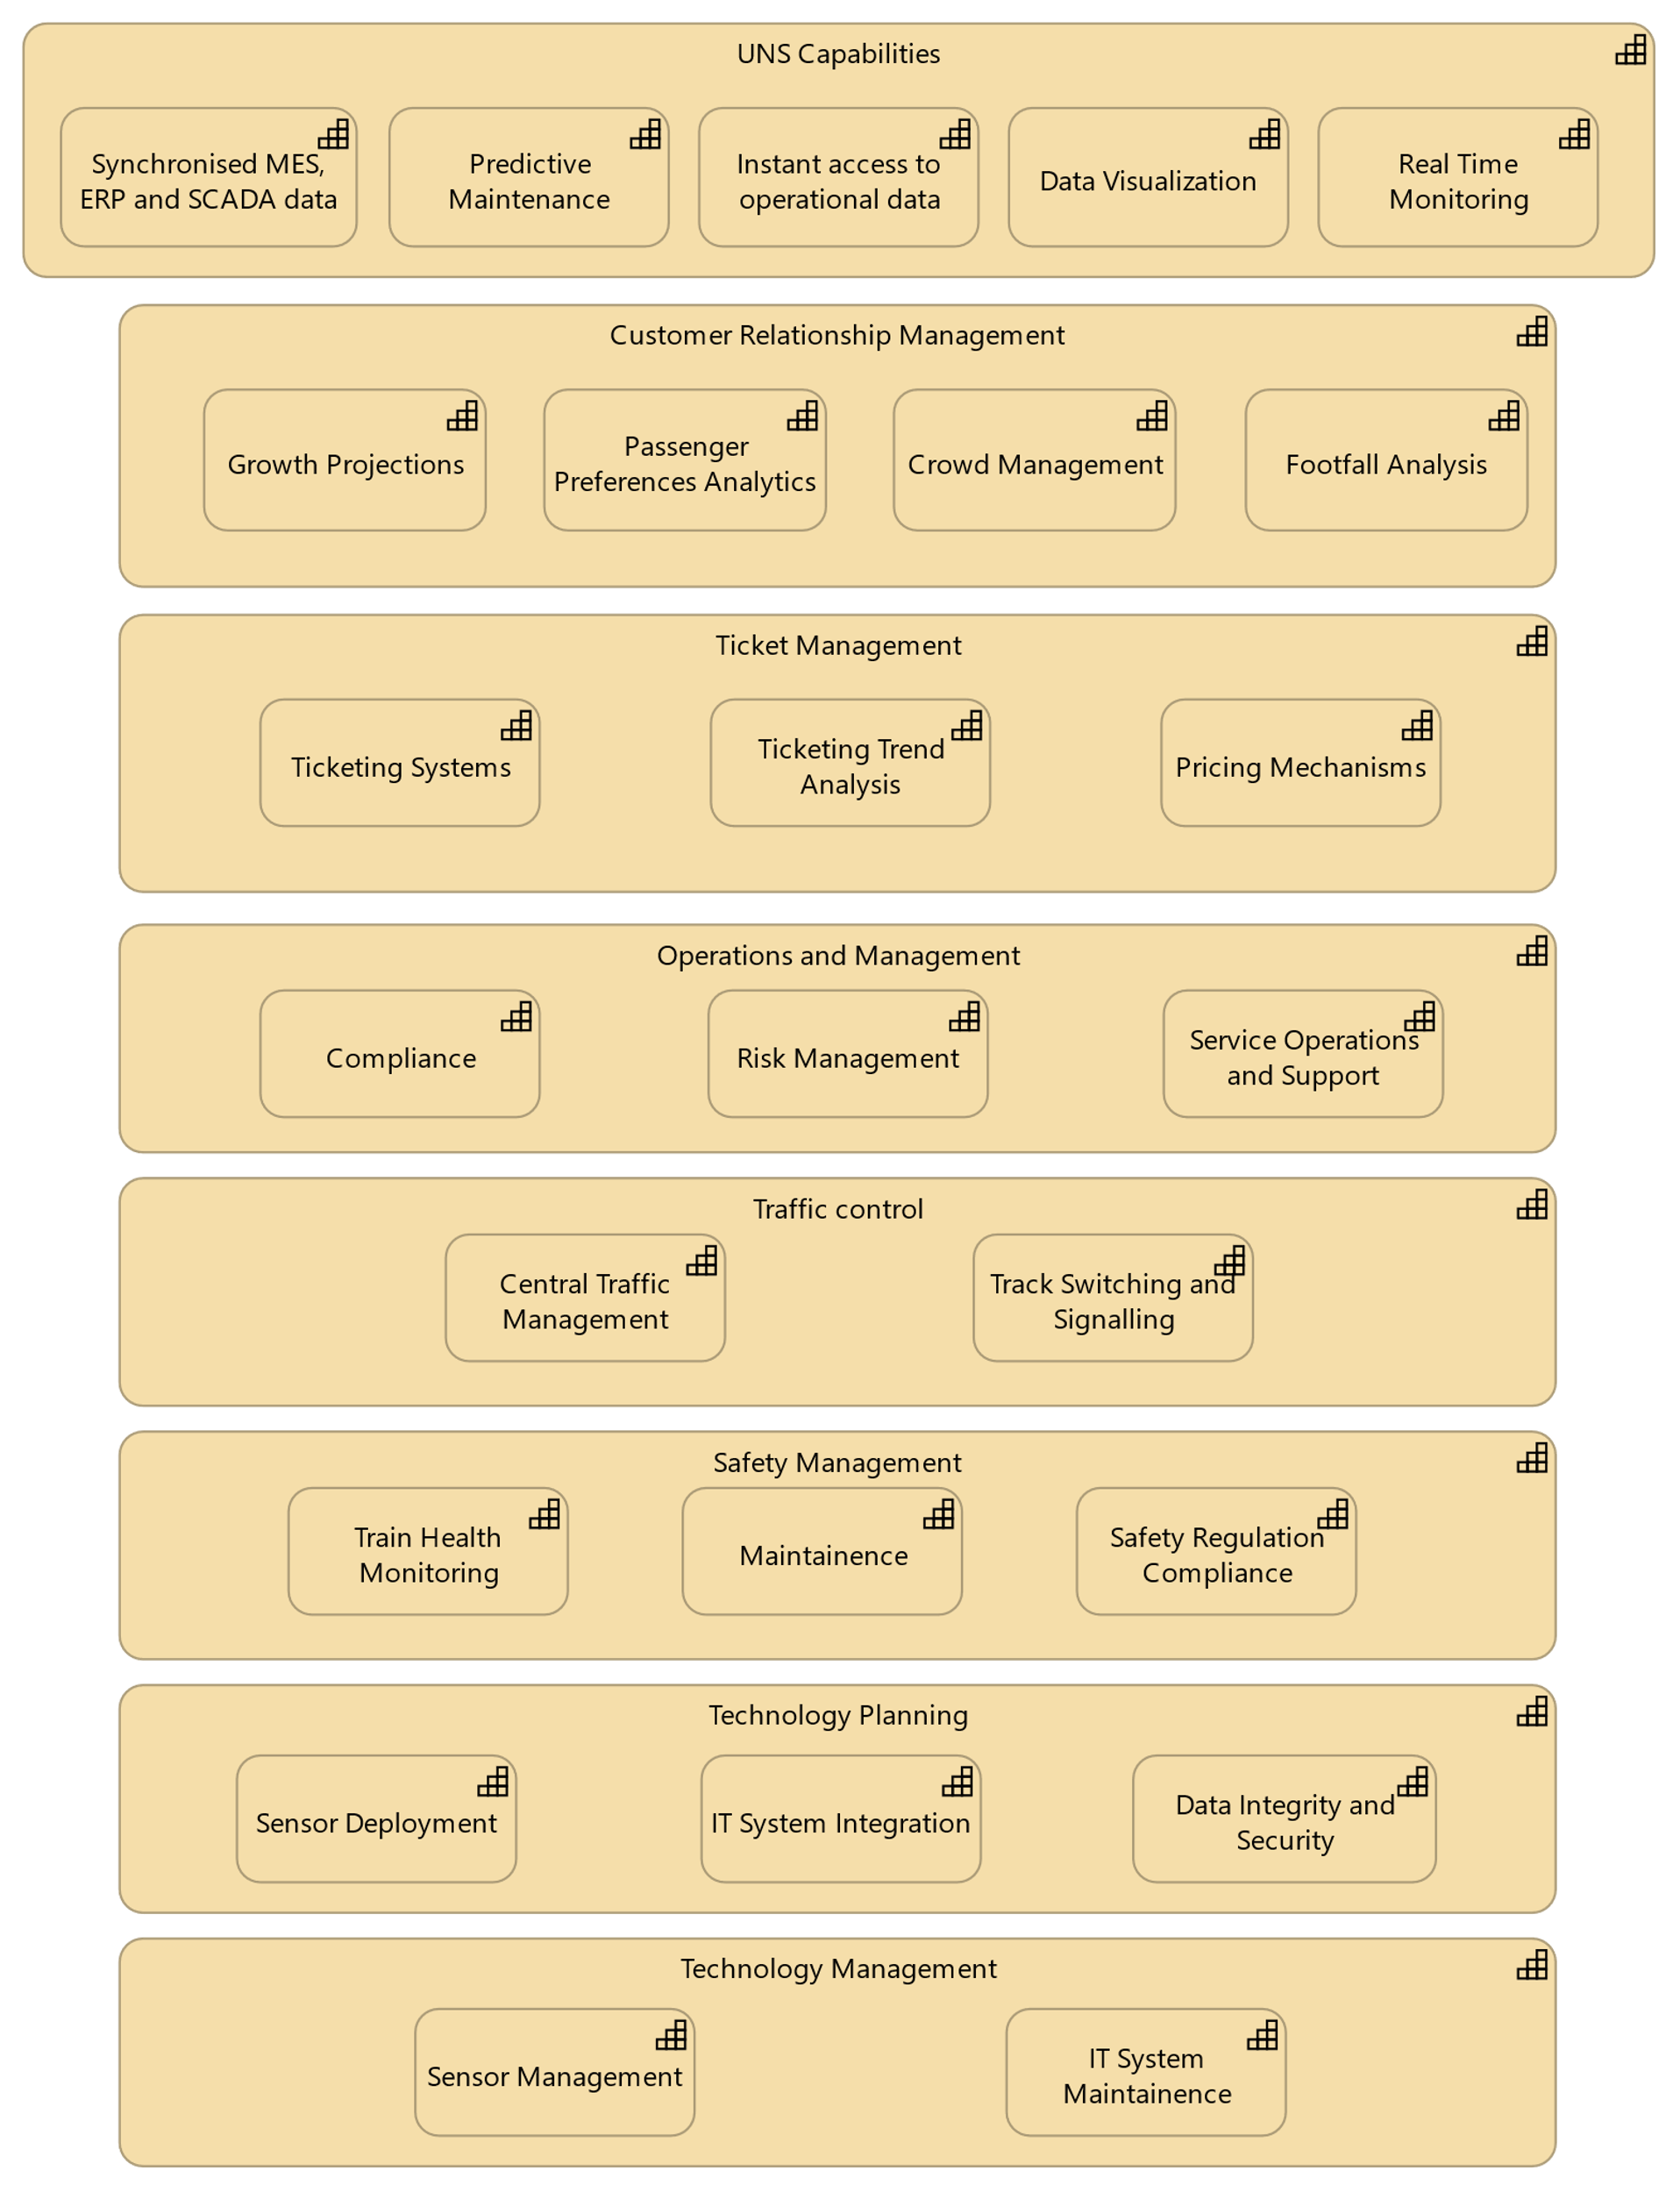 UNS Capabilities
Synchronised MES,
ERP and SCADA data
Predictive
Maintenance
Instant access to
operational data
Data Visualization
Real Time
Monitoring
Customer Relationship Management
Growth Projections
Passenger
Preferences Analytics
Crowd Management
Footfall Analysis
Ticket Management
Ticketing Systems
Ticketing Trend
Analysis
Pricing Mechanisms
Operations and Management
Compliance
Risk Management
Service Operations
and Support
Traffic control
Central Traffic
Management
Track Switching and
Signalling
Safety Management
Train Health
Monitoring
Maintainence
Safety Regulation
Compliance
Technology Planning
Sensor Deployment
IT System Integration
Data Integrity and
Security
Technology Management
Sensor Management
IT System
Maintainence